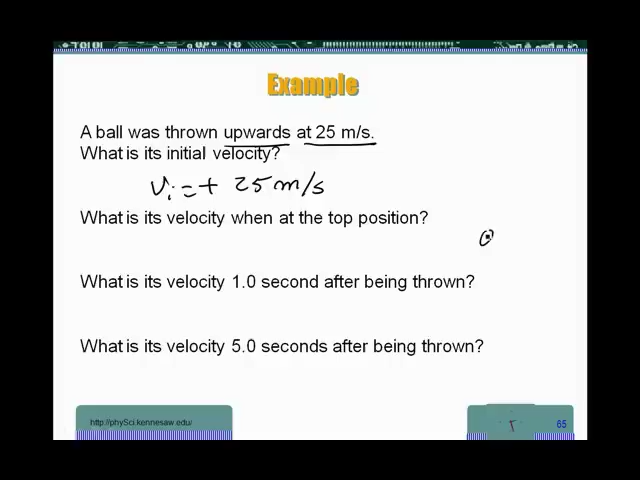 Example
A ball was thrown upwards at 25 m/s.
What is its initial velocity?
Vi = + 25 m/s
What is its velocity when at the top position?
What is its velocity 1.0 second after being thrown?
What is its velocity 5.0 seconds after being thrown?
http://phySci.kennesaw.edu/
65